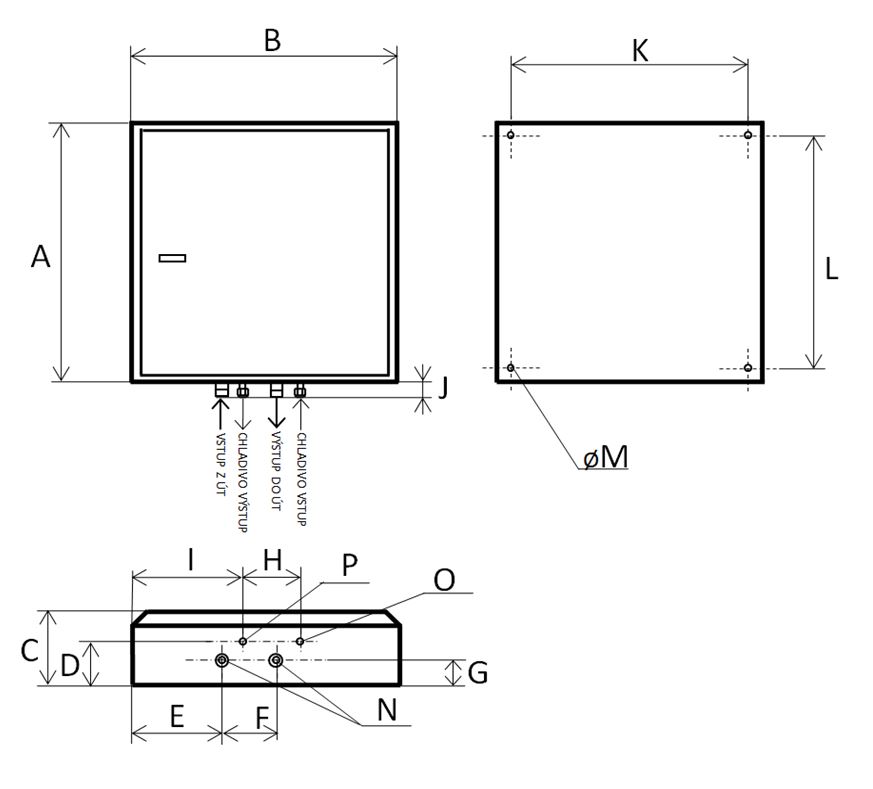 B
K
A
L
J
øM
VSTUP Z ÚT
CHLADIVO VÝSTUP
VÝSTUP DO ÚT
CHLADIVO VSTUP
I
H
P
O
C
D
G
E
F
N